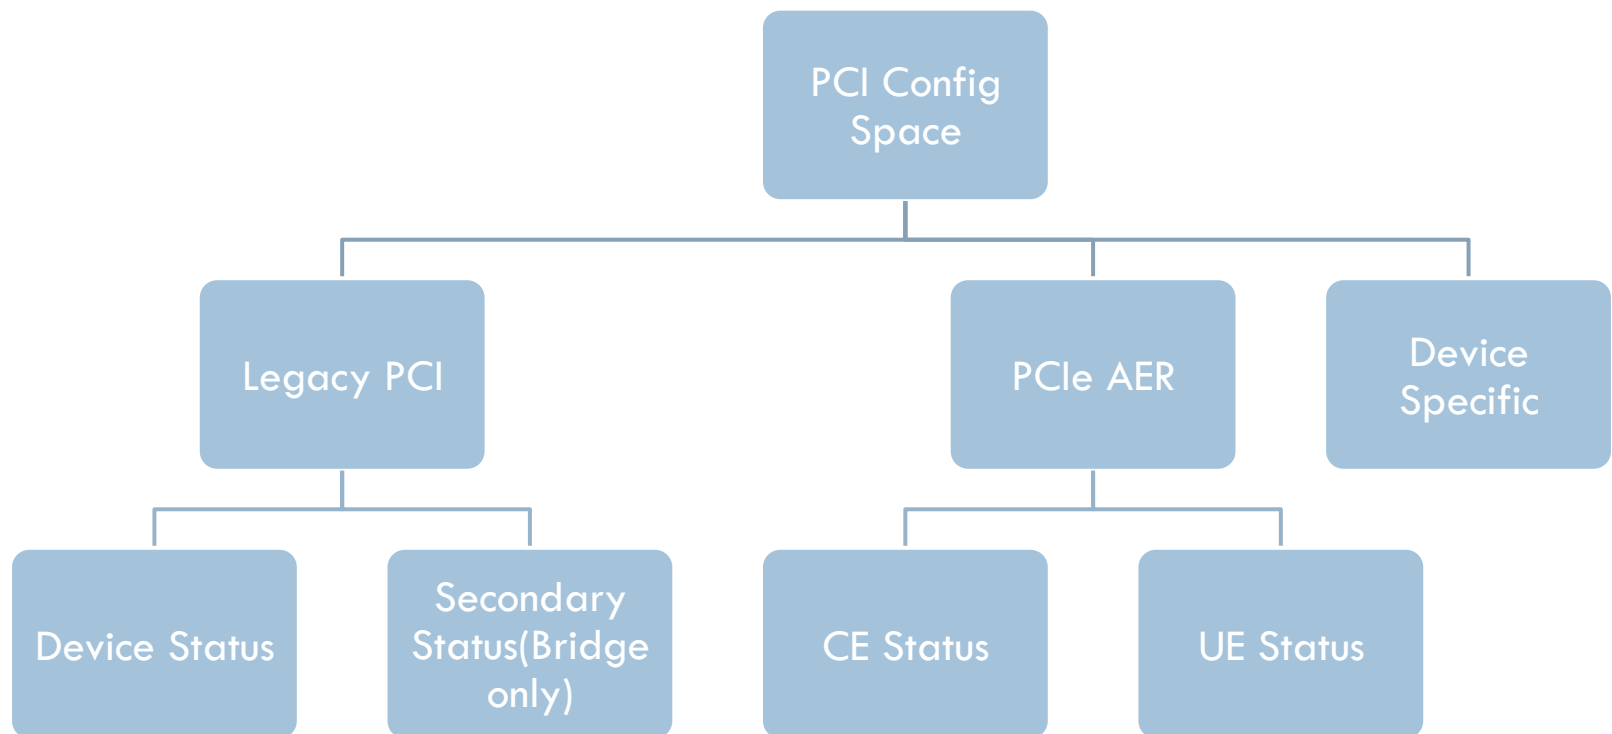 PCI Config
Space
Legacy PCI
PCIe AER
Device
Specific
Device Status
Secondary
Status(Bridge
only)
CE Status
UE Status